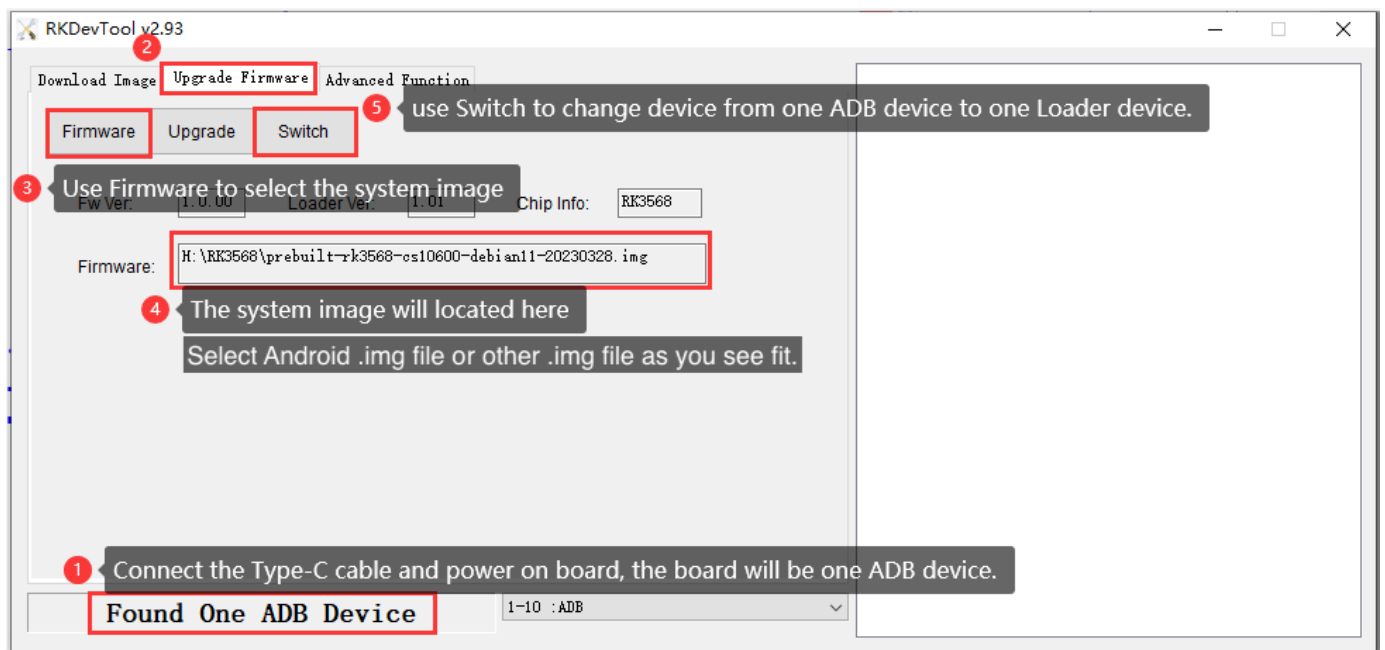 RKDevTool v2.93
2
Download Image Upgrade Firmware Advanced Function
5 use Switch to change device from one ADB device to one Loader device.
Firmware Upgrade Switch
3 Use Firmware to select the system image
Fw Ver: 1.0.00 Loader Ver: 1.01 Chip Info: RK3568
Firmware: H:\RK3568\prebuilt-rk3568-cs10600-debian11-20230328.img
4 The system image will located here
Select Android .img file or other .img file as you see fit.
1 Connect the Type-C cable and power on board, the board will be one ADB device.
Found One ADB Device 1-10 :ADB